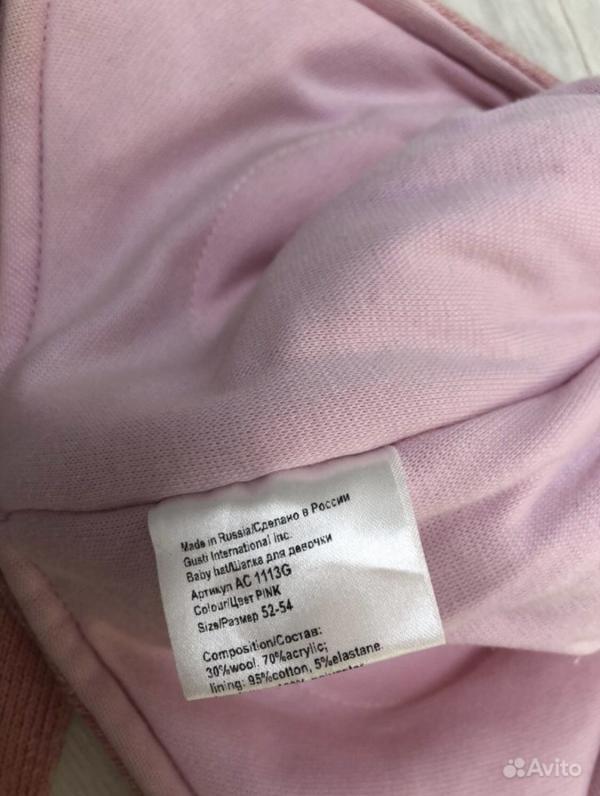 Made in Russia/Сделано в России
Gusti International Inc.
Baby hat/Шапка для девочки
Артикул AC 1113G
Colour/Цвет PINK
Size/Размер 52-54
Composition/Состав:
30%wool, 70%acrylic;
lining: 95%cotton, 5%elastane.
Avito